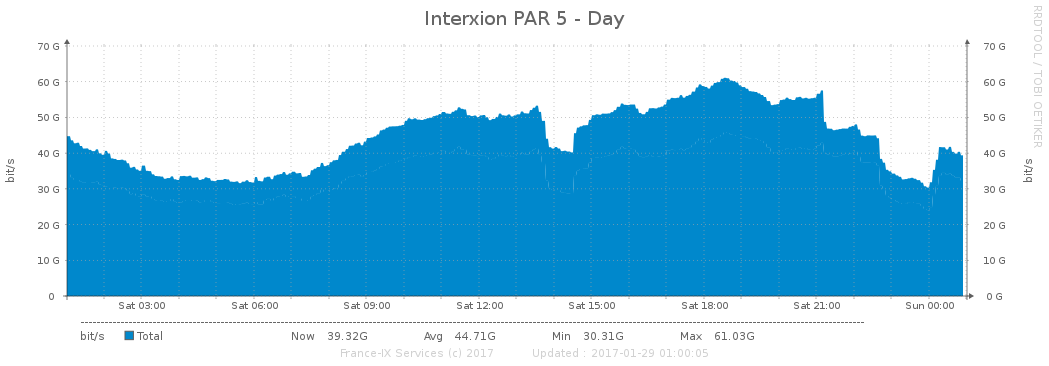 Interxion PAR 5 - Day
RRDTOOL / TOBI OETIKER
bit/s
70 G 70 G
60 G 60 G
50 G 50 G
40 G 40 G
30 G 30 G
20 G 20 G
10 G 10 G
0 0 G
bit/s
Sat 03:00 Sat 06:00 Sat 09:00 Sat 12:00 Sat 15:00 Sat 18:00 Sat 21:00 Sun 00:00
bit/s Total Now 39.32G Avg 44.71G Min 30.31G Max 61.03G
France-IX Services (c) 2017 Updated : 2017-01-29 01:00:05